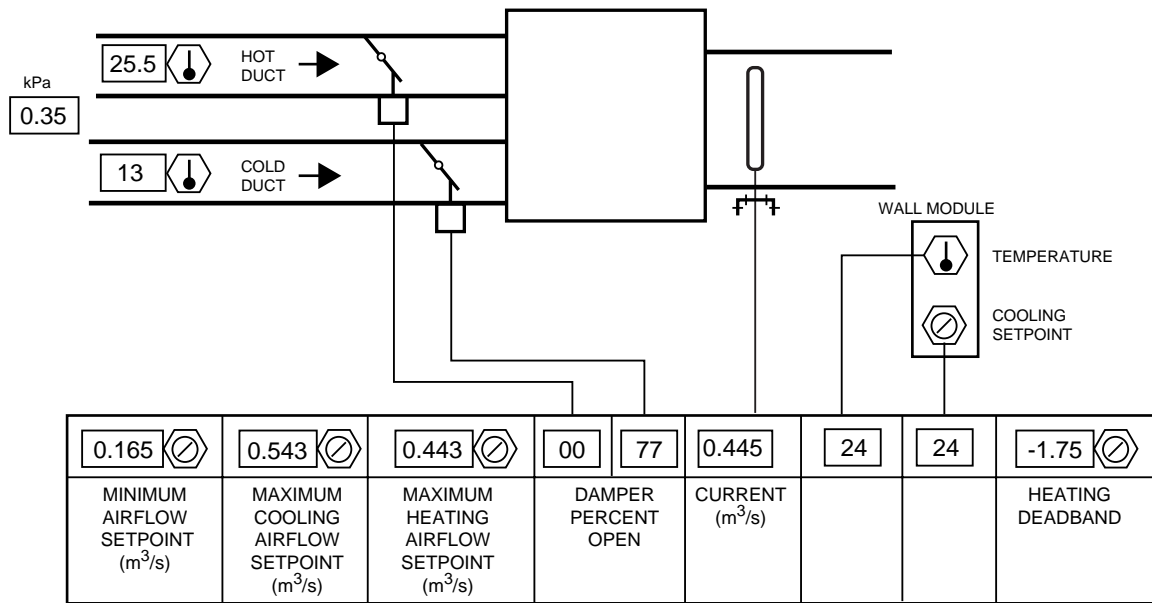 25.5
HOT
DUCT
kPa
0.35
13
COLD
DUCT
WALL MODULE
TEMPERATURE
COOLING
SETPOINT
0.165
0.543
0.443
00
77
0.445
24
24
-1.75
MINIMUM
AIRFLOW
SETPOINT
(m³/s)
MAXIMUM
COOLING
AIRFLOW
SETPOINT
(m³/s)
MAXIMUM
HEATING
AIRFLOW
SETPOINT
(m³/s)
DAMPER
PERCENT
OPEN
CURRENT
(m³/s)
HEATING
DEADBAND